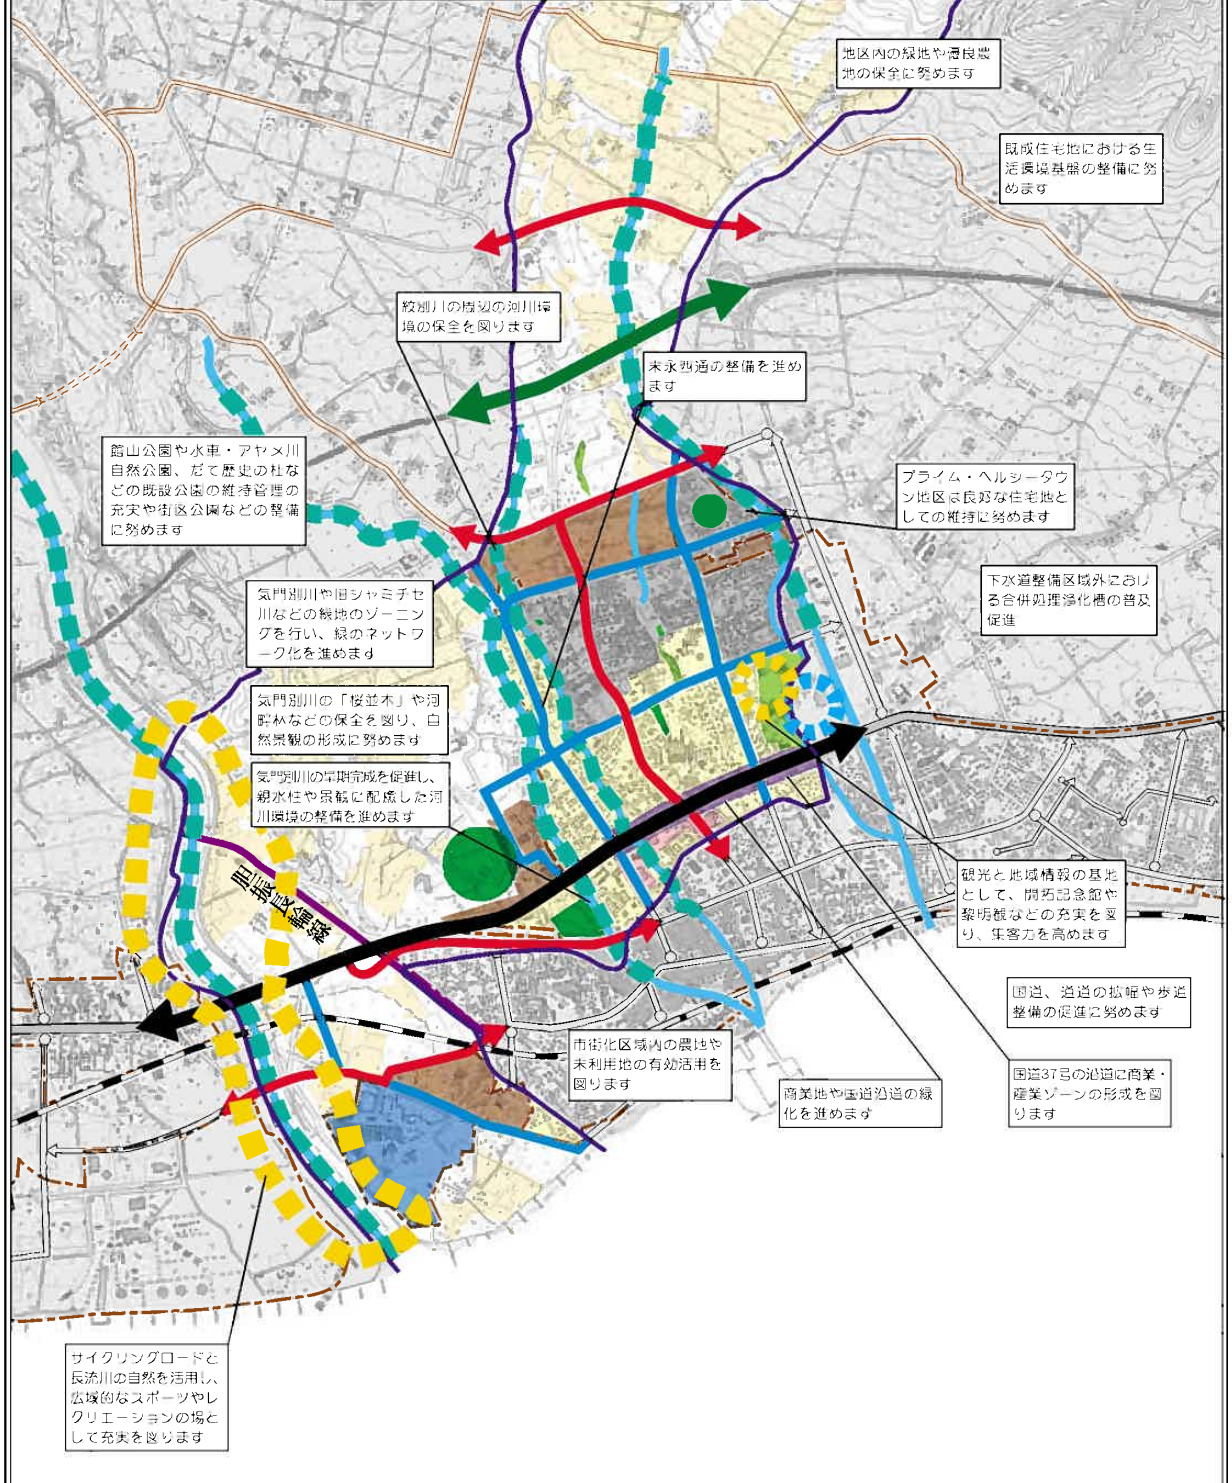 地区内の緑地や優良農
地の保全に努めます
既成住宅地における生
活環境基盤の整備に努
めます
紋別川の周辺の河川環
境の保全を図ります
末永西通の整備を進め
ます
館山公園や水車・アヤメ川
自然公園、だて歴史の杜な
どの既設公園の維持管理の
充実や街区公園などの整備
に努めます
プライム・ヘルシータウ
ン地区は良好な住宅地と
しての維持に努めます
下水道整備区域外におけ
る合併処理浄化槽の普及
促進
気門別川や旧シャミチセ
川などの緑地のゾーニン
グを行い、緑のネットワ
ーク化を進めます
気門別川の「桜並木」や河
畔林などの保全を図り、自
然景観の形成に努めます
気門別川の早期完成を促進し、
親水性や景観に配慮した河
川環境の整備を進めます
胆振長輪線
観光と地域情報の基地
として、開拓記念館や
黎明観などの充実を図
り、集客力を高めます
国道、道道の拡幅や歩道
整備の促進に努めます
市街化区域内の農地や
未利用地の有効活用を
図ります
商業地や国道沿道の緑
化を進めます
国道37号の沿道に商業・
産業ゾーンの形成を図
ります
サイクリングロードと
長流川の自然を活用し、
広域的なスポーツやレ
クリエーションの場と
して充実を図ります